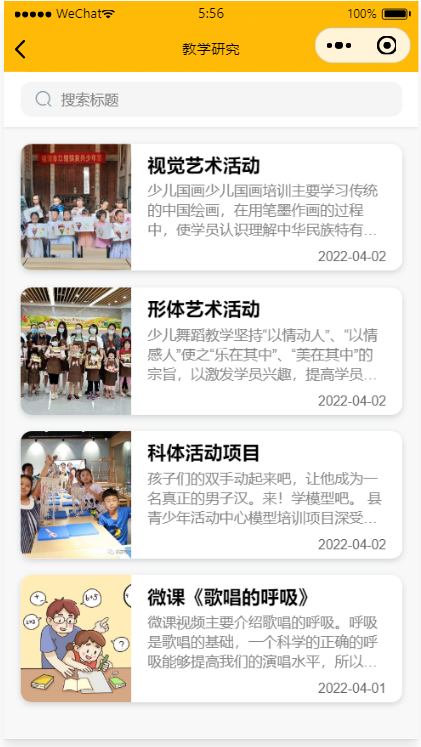 WeChat
5:56
100%
教学研究
搜索标题
视觉艺术活动
少儿国画少儿国画培训主要学习传统
的中国绘画，在用笔墨作画的过程
中，使学员认识理解中华民族特有...
2022-04-02
形体艺术活动
少儿舞蹈教学坚持“以情动人”、“以情
感人”使之“乐在其中”、“美在其中”的
宗旨，以激发学员兴趣，提高学员...
2022-04-02
科体活动项目
孩子们的双手动起来吧，让他成为一
名真正的男子汉。来！学模型吧。 县
青少年活动中心模型培训项目深受...
2022-04-02
微课《歌唱的呼吸》
微课视频主要介绍歌唱的呼吸。呼吸
是歌唱的基础，一个科学的正确的呼
吸能够提高我们的演唱水平，所以...
2022-04-01